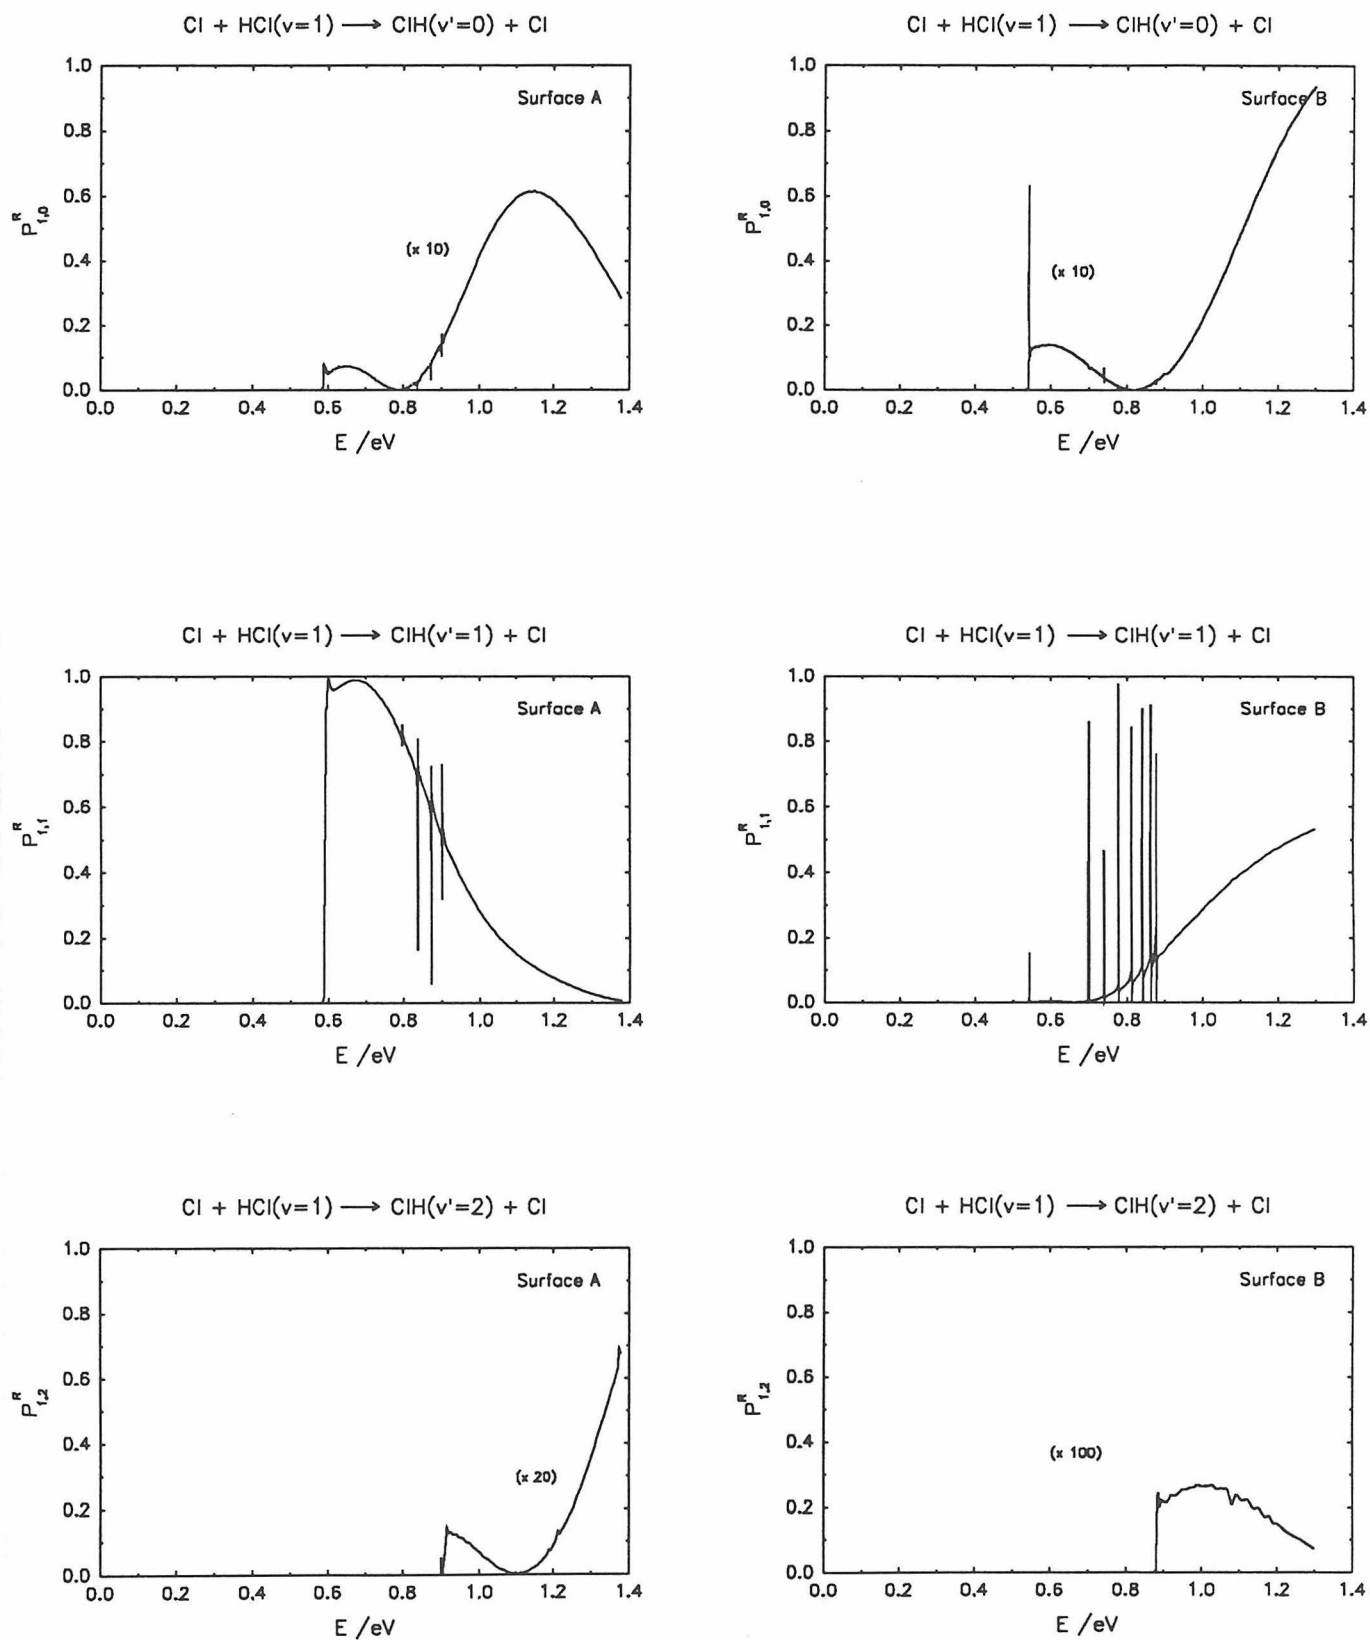 Cl + HCl(v=1) ⟶ ClH(v'=0) + Cl
1.0
0.8
0.6
0.4
0.2
0.0
P^R_1,0
Surface A
(x 10)
0.0 0.2 0.4 0.6 0.8 1.0 1.2 1.4
E /eV
Cl + HCl(v=1) ⟶ ClH(v'=0) + Cl
1.0
0.8
0.6
0.4
0.2
0.0
P^R_1,0
Surface B
(x 10)
0.0 0.2 0.4 0.6 0.8 1.0 1.2 1.4
E /eV
Cl + HCl(v=1) ⟶ ClH(v'=1) + Cl
1.0
0.8
0.6
0.4
0.2
0.0
P^R_1,1
Surface A
0.0 0.2 0.4 0.6 0.8 1.0 1.2 1.4
E /eV
Cl + HCl(v=1) ⟶ ClH(v'=1) + Cl
1.0
0.8
0.6
0.4
0.2
0.0
P^R_1,1
Surface B
0.0 0.2 0.4 0.6 0.8 1.0 1.2 1.4
E /eV
Cl + HCl(v=1) ⟶ ClH(v'=2) + Cl
1.0
0.8
0.6
0.4
0.2
0.0
P^R_1,2
Surface A
(x 20)
0.0 0.2 0.4 0.6 0.8 1.0 1.2 1.4
E /eV
Cl + HCl(v=1) ⟶ ClH(v'=2) + Cl
1.0
0.8
0.6
0.4
0.2
0.0
P^R_1,2
Surface B
(x 100)
0.0 0.2 0.4 0.6 0.8 1.0 1.2 1.4
E /eV